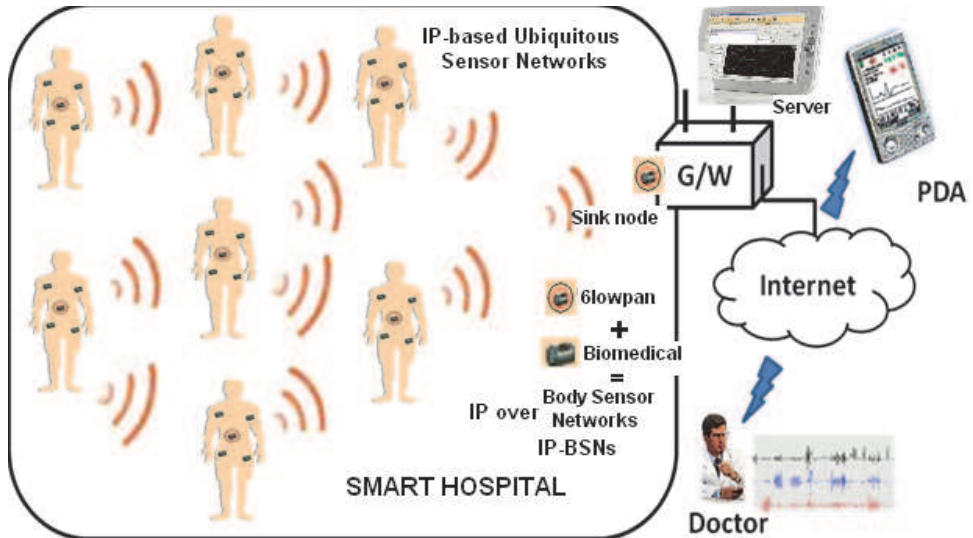 IP-based Ubiquitous
Sensor Networks
Server
G/W
Sink node
PDA
Internet
6lowpan
+
Biomedical
=
IP over Body Sensor
Networks
IP-BSNs
SMART HOSPITAL
Doctor